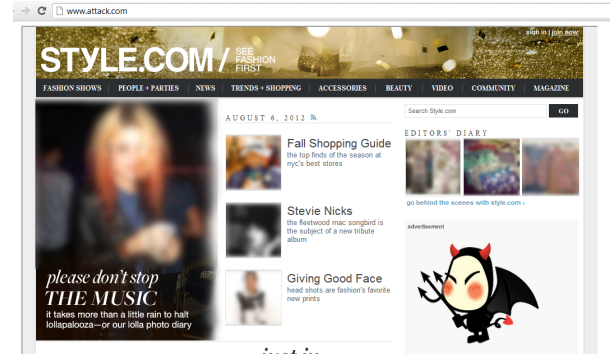 www.attack.com
sign in | join now
STYLE.COM / SEE FASHION FIRST
FASHION SHOWS
PEOPLE + PARTIES
NEWS
TRENDS + SHOPPING
ACCESSORIES
BEAUTY
VIDEO
COMMUNITY
MAGAZINE
please don't stop
THE MUSIC
it takes more than a little rain to halt
lollapalooza—or our lolla photo diary
AUGUST 6, 2012
Fall Shopping Guide
the top finds of the season at
nyc's best stores
Stevie Nicks
the fleetwood mac songbird is
the subject of a new tribute
album
Giving Good Face
head shots are fashion's favorite
new prints
Search Style.com
GO
EDITORS' DIARY
go behind the scenes with style.com ›
advertisement
just in